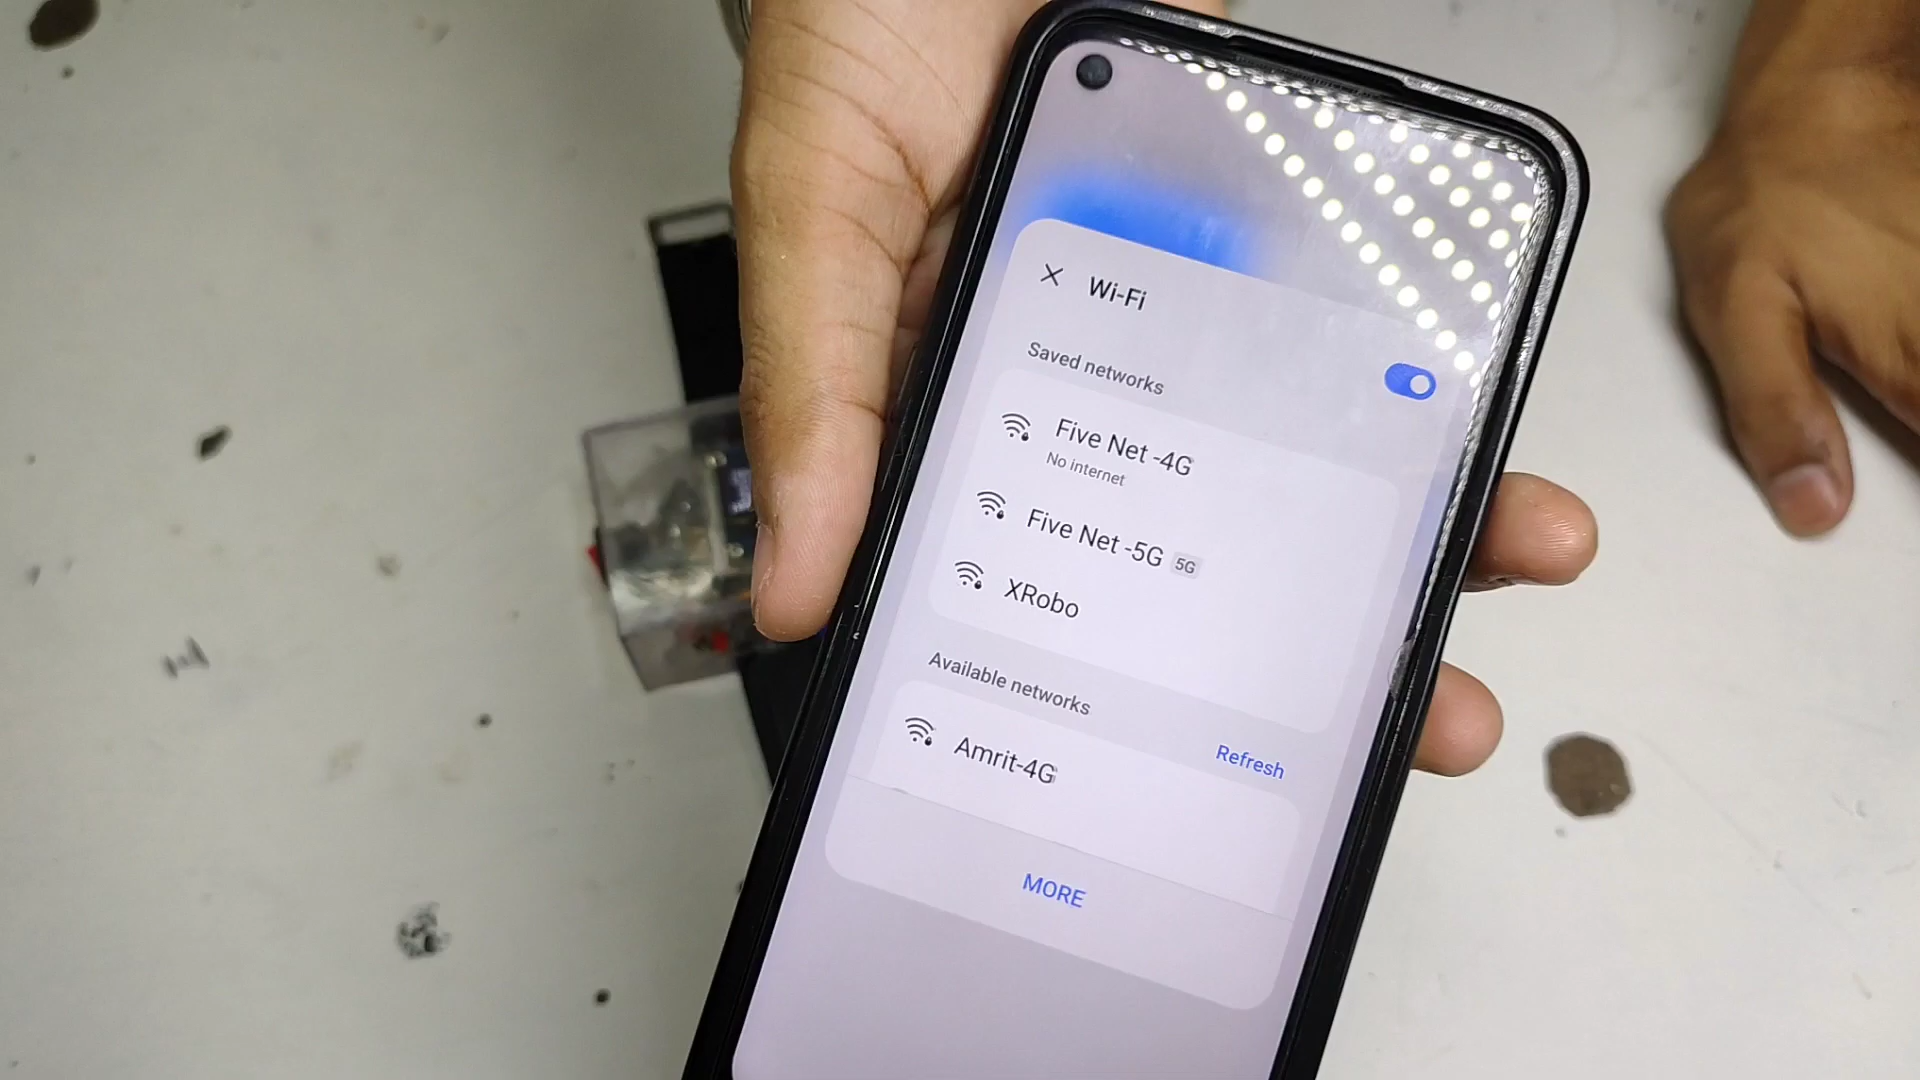 Wi-Fi
Saved networks
Five Net -4G
No internet
Five Net -5G 5G
XRobo
Available networks
Refresh
Amrit-4G
MORE